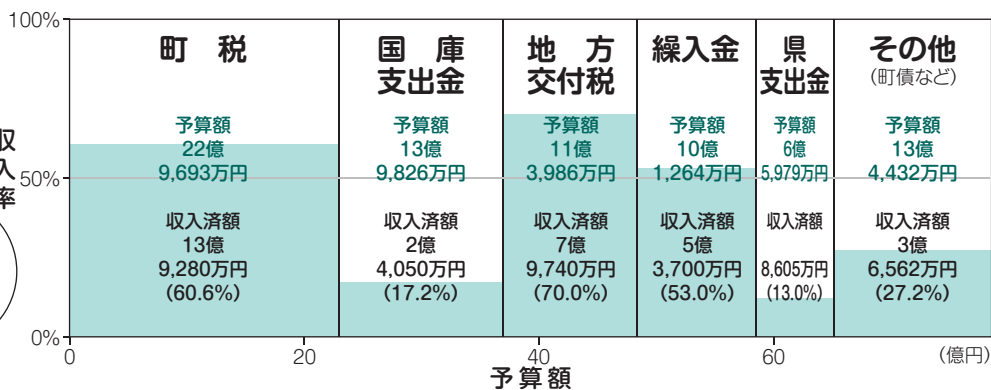 100%
50%
0%
収入率
町税
予算額
22億
9,693万円
収入済額
13億
9,280万円
(60.6%)
国庫
支出金
予算額
13億
9,826万円
収入済額
2億
4,050万円
(17.2%)
地方
交付税
予算額
11億
3,986万円
収入済額
7億
9,740万円
(70.0%)
繰入金
予算額
10億
1,264万円
収入済額
5億
3,700万円
(53.0%)
県
支出金
予算額
6億
5,979万円
収入済額
8,605万円
(13.0%)
その他
(町債など)
予算額
13億
4,432万円
収入済額
3億
6,562万円
(27.2%)
0
20
40
60
(億円)
予算額